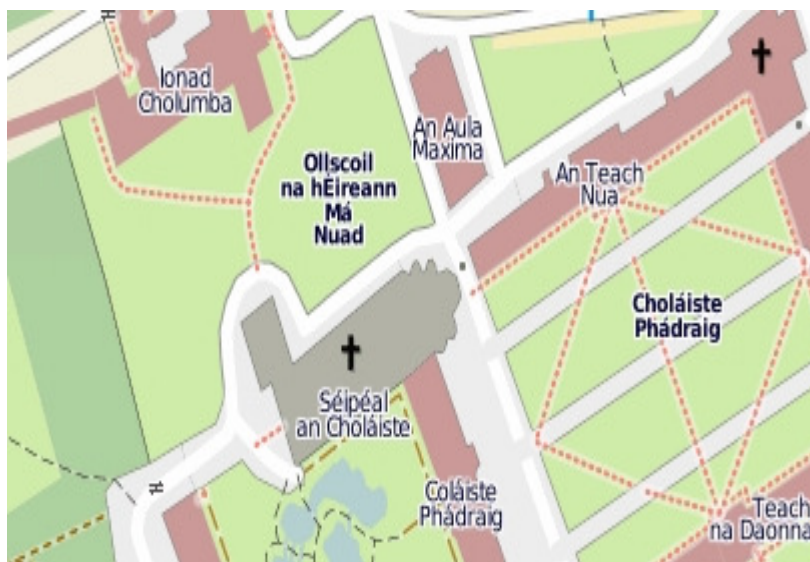 Ionad
Cholumba
An Aula
Maxima
Ollscoil
na hÉireann
Má
Nuad
An Teach
Nua
Choláiste
Phádraig
Séipéal
an Choláiste
Coláiste
Phádraig
Teach
na Daonna